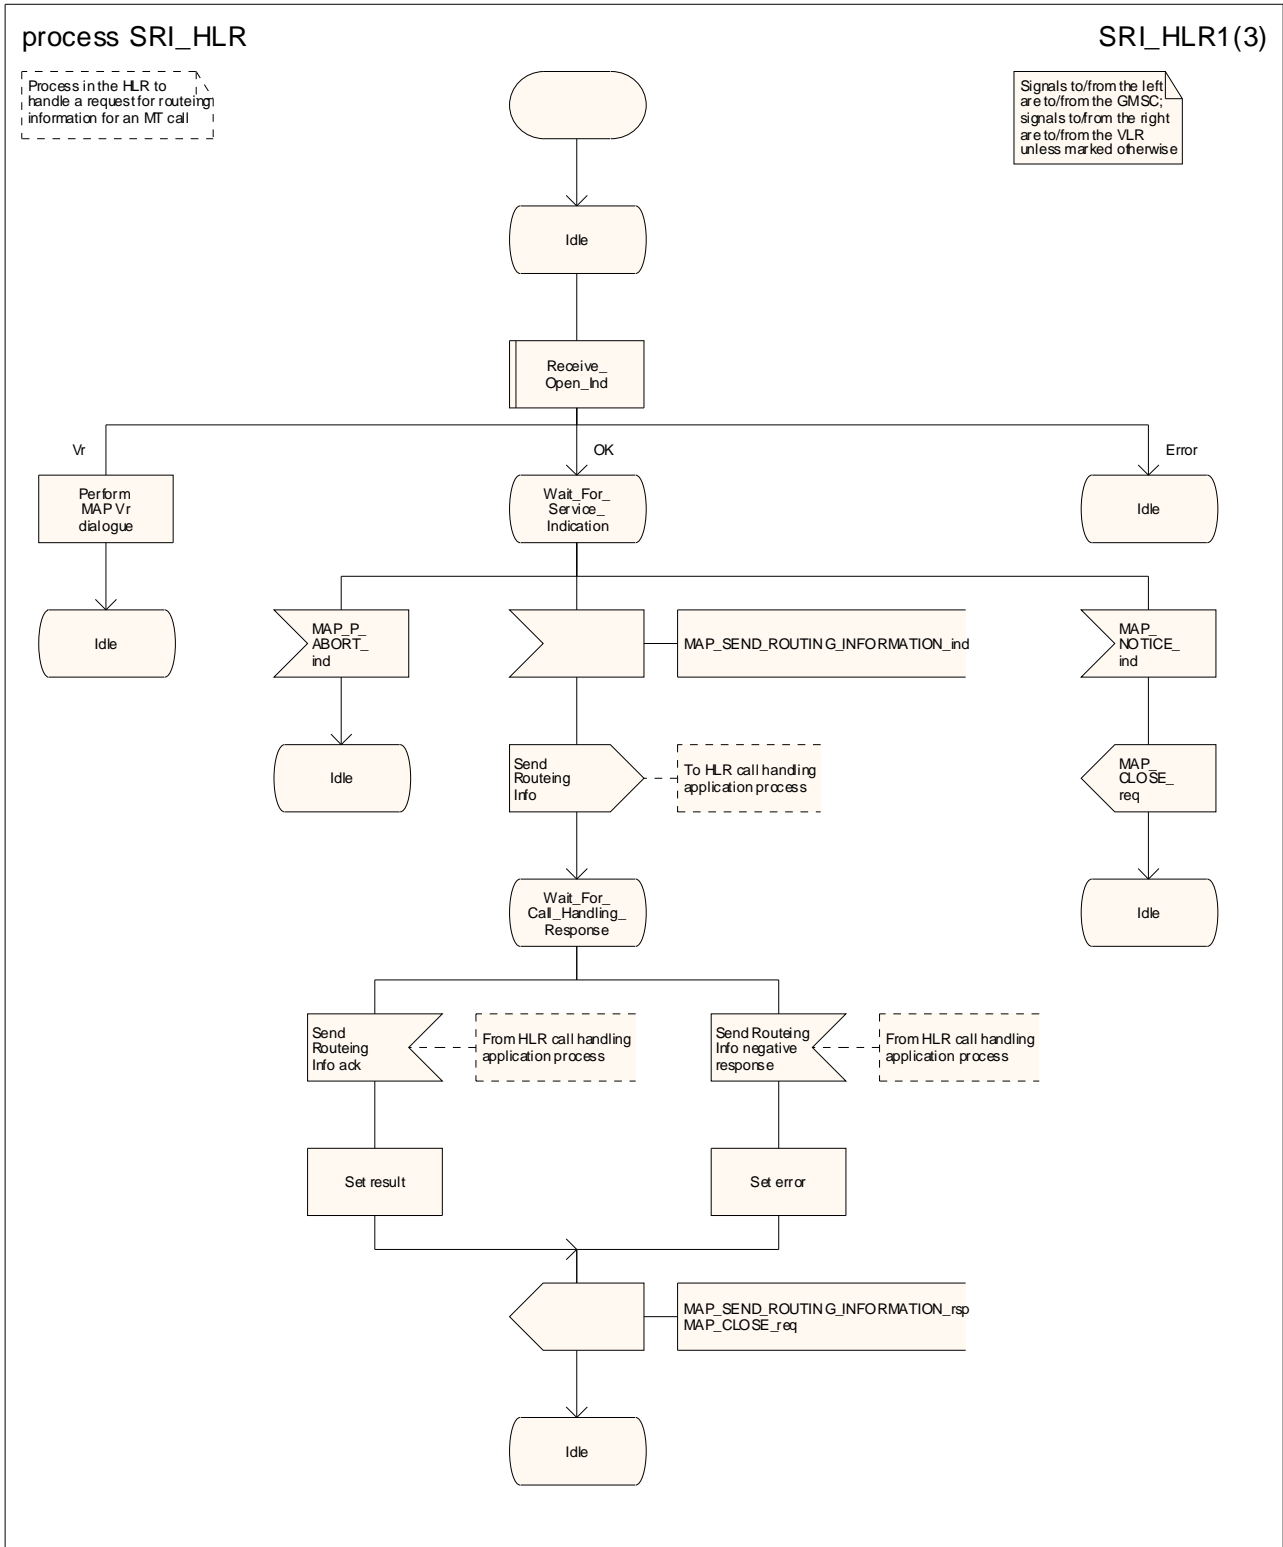 process SRI_HLR
SRI_HLR1(3)
Process in the HLR to
handle a request for routeing
information for an MT call
Signals to/from the left
are to/from the GMSC;
signals to/from the right
are to/from the VLR
unless marked otherwise
Idle
Receive_
Open_Ind
Vr
OK
Error
Perform
MAP Vr
dialogue
Wait_For_
Service_
Indication
Idle
Idle
MAP_P_
ABORT_
ind
MAP_SEND_ROUTING_INFORMATION_ind
MAP_
NOTICE_
ind
Idle
Send
Routeing
Info
To HLR call handling
application process
MAP_
CLOSE_
req
Wait_For_
Call_Handling_
Response
Idle
Send
Routeing
Info ack
From HLR call handling
application process
Send Routeing
Info negative
response
From HLR call handling
application process
Set result
Set error
MAP_SEND_ROUTING_INFORMATION_rsp
MAP_CLOSE_req
Idle